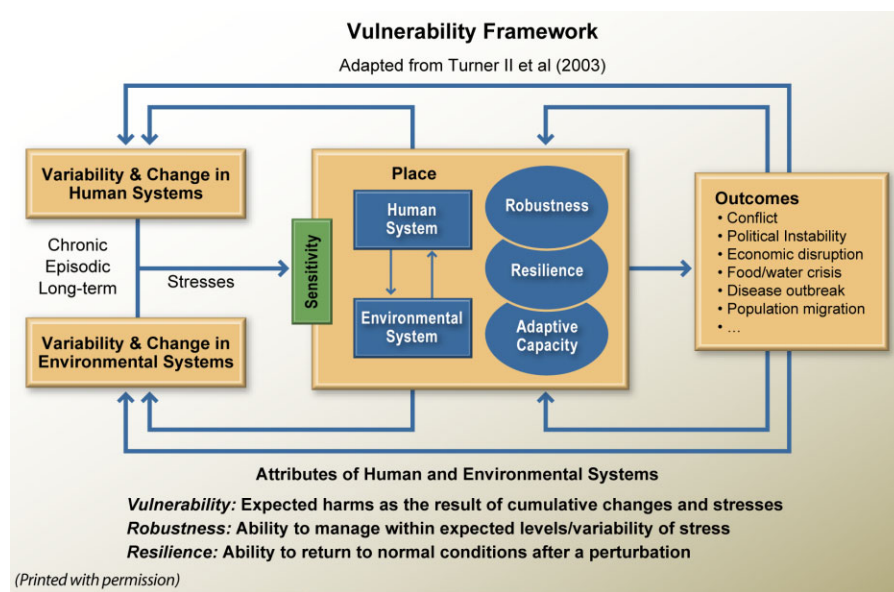 Vulnerability Framework
Adapted from Turner II et al (2003)
Variability & Change in
Human Systems
Chronic
Episodic
Long-term
Stresses
Variability & Change in
Environmental Systems
Sensitivity
Place
Human
System
Environmental
System
Robustness
Resilience
Adaptive
Capacity
Outcomes
• Conflict
• Political Instability
• Economic disruption
• Food/water crisis
• Disease outbreak
• Population migration
• ...
Attributes of Human and Environmental Systems
Vulnerability: Expected harms as the result of cumulative changes and stresses
Robustness: Ability to manage within expected levels/variability of stress
Resilience: Ability to return to normal conditions after a perturbation
(Printed with permission)